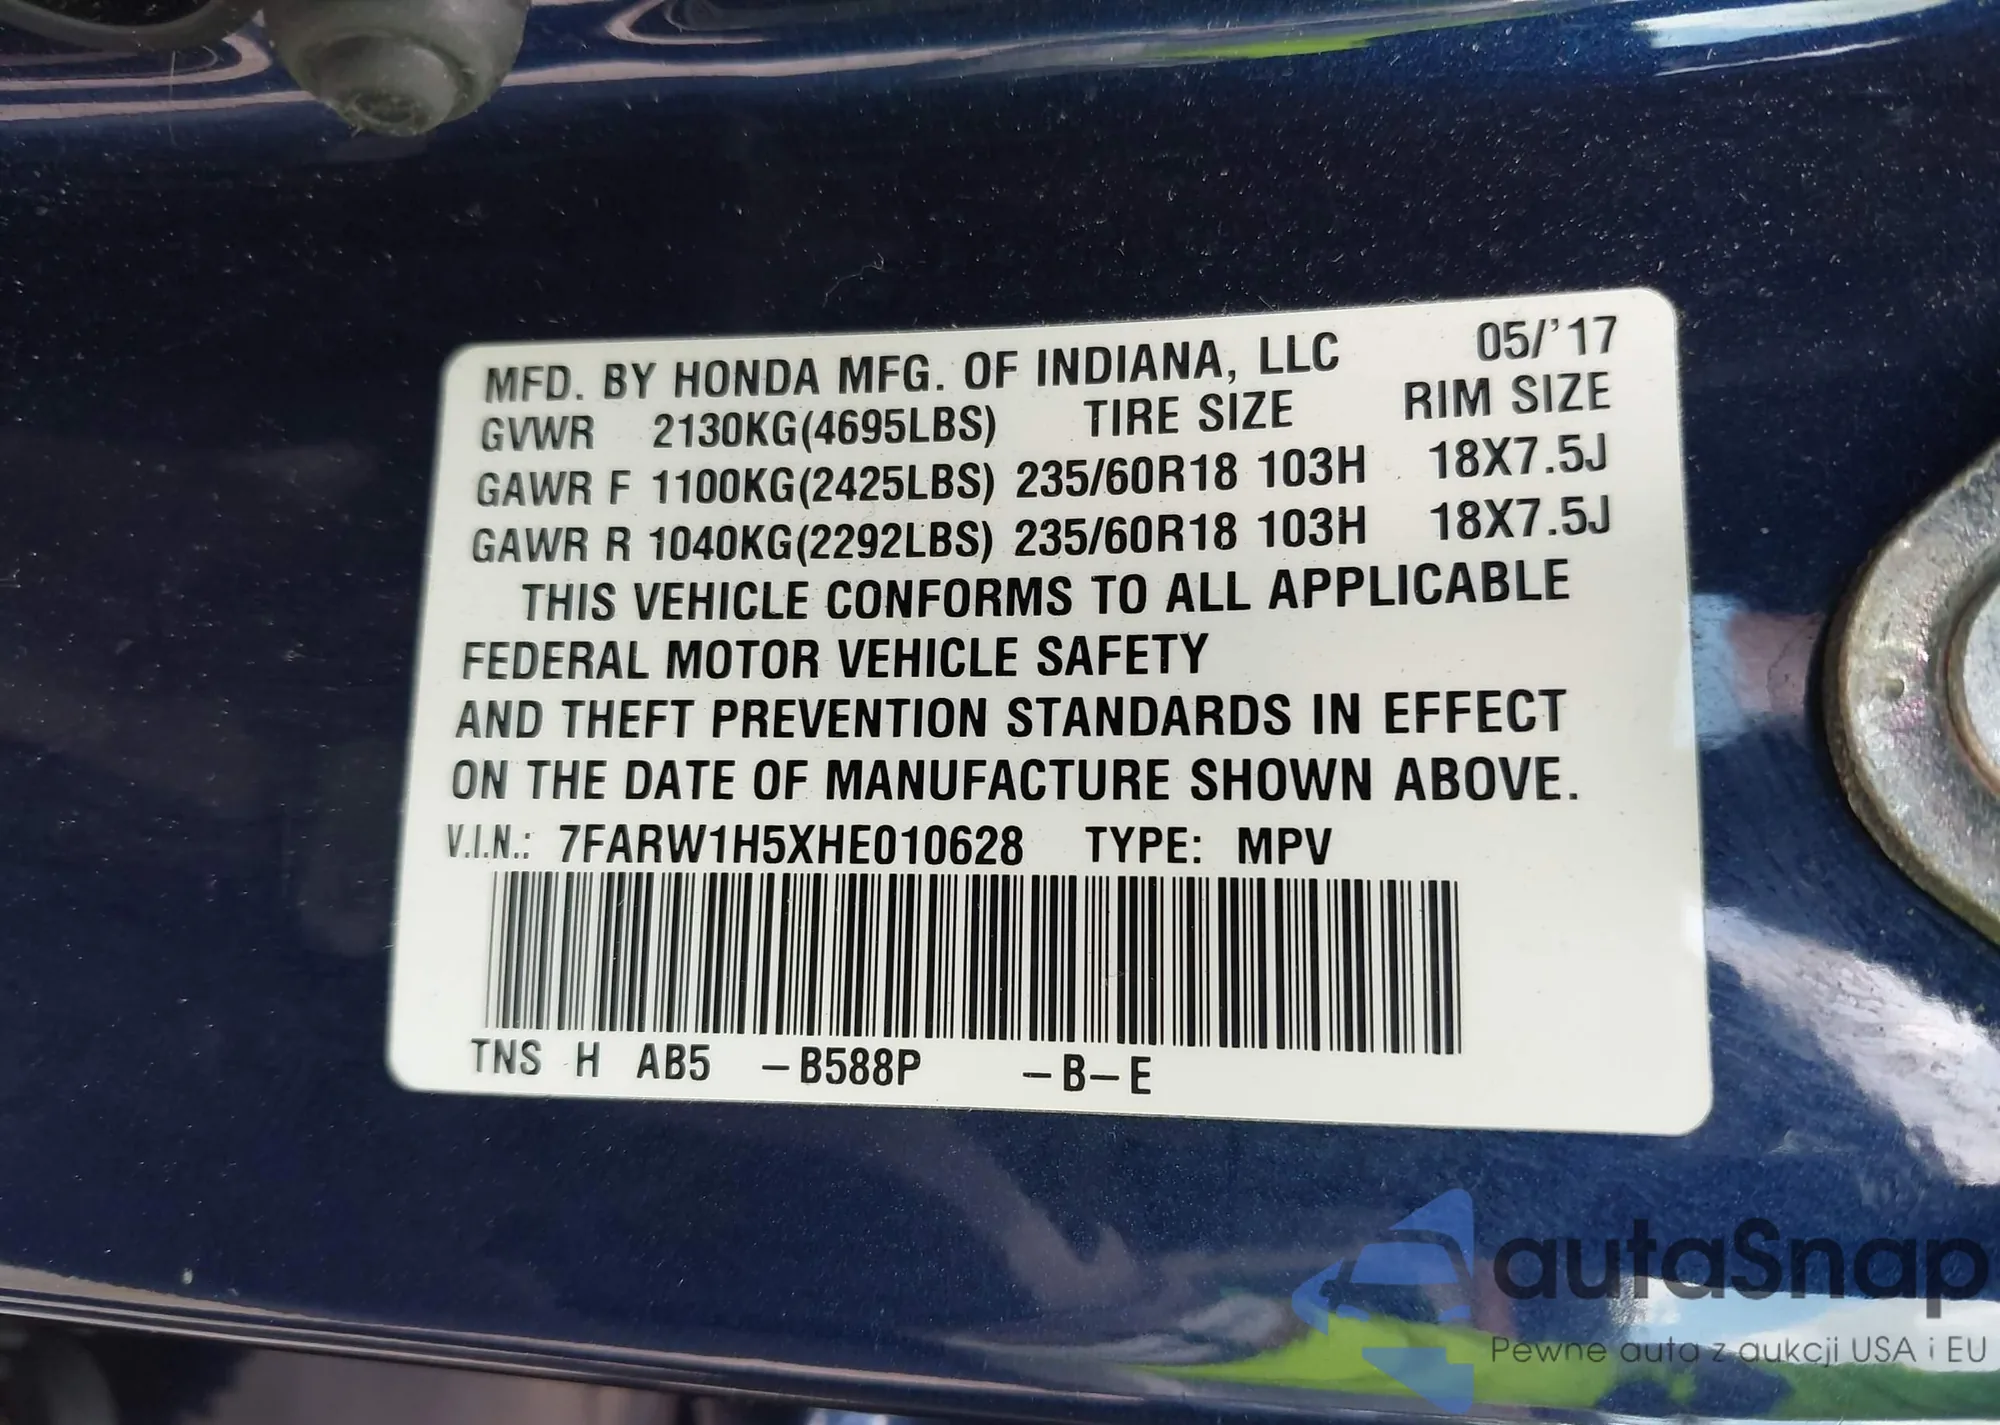 MFD. BY HONDA MFG. OF INDIANA, LLC 05/'17
GVWR 2130KG(4695LBS) TIRE SIZE RIM SIZE
GAWR F 1100KG(2425LBS) 235/60R18 103H 18X7.5J
GAWR R 1040KG(2292LBS) 235/60R18 103H 18X7.5J
THIS VEHICLE CONFORMS TO ALL APPLICABLE
FEDERAL MOTOR VEHICLE SAFETY
AND THEFT PREVENTION STANDARDS IN EFFECT
ON THE DATE OF MANUFACTURE SHOWN ABOVE.
V.I.N.: 7FARW1H5XHE010628 TYPE: MPV
TNS H AB5 -B588P -B-E
autaSnap
Pewne auta z aukcji USA i EU